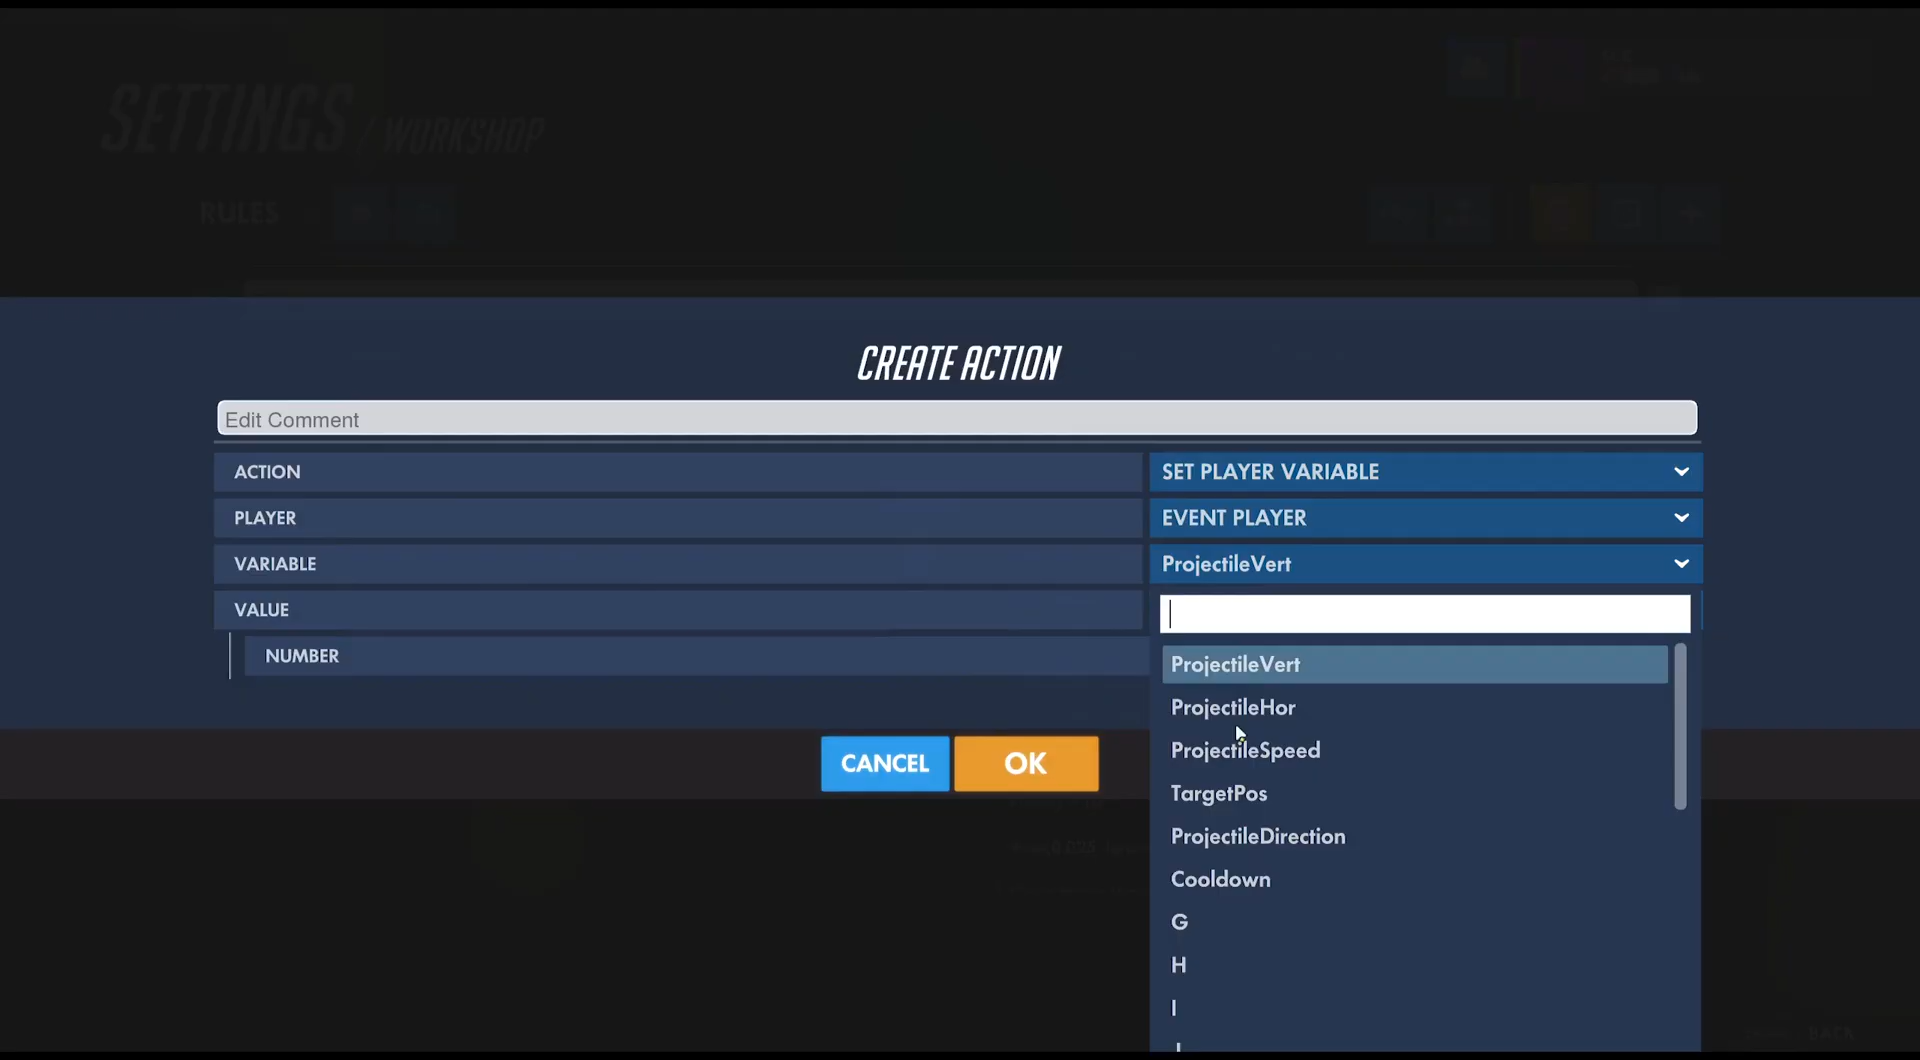 SETTINGS / WORKSHOP
RULES
CREATE ACTION
Edit Comment
ACTION
SET PLAYER VARIABLE
PLAYER
EVENT PLAYER
VARIABLE
ProjectileVert
VALUE
NUMBER
ProjectileVert
ProjectileHor
ProjectileSpeed
TargetPos
ProjectileDirection
Cooldown
G
H
I
CANCEL
OK
BACK